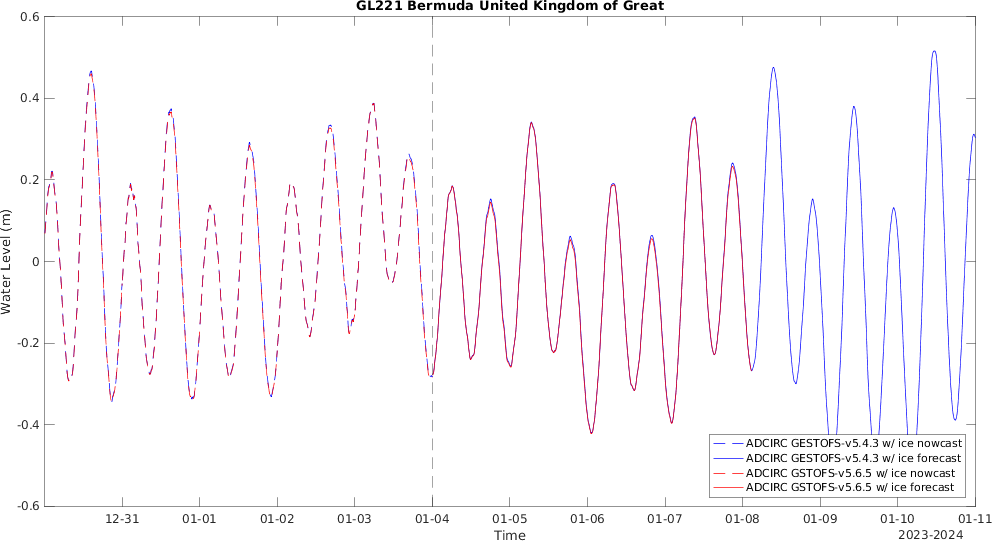 GL221 Bermuda United Kingdom of Great
0.6
0.4
0.2
0
-0.2
-0.4
-0.6
Water Level (m)
12-31
01-01
01-02
01-03
01-04
01-05
01-06
01-07
01-08
01-09
01-10
01-11
Time
2023-2024
ADCIRC GESTOFS-v5.4.3 w/ ice nowcast
ADCIRC GESTOFS-v5.4.3 w/ ice forecast
ADCIRC GSTOFS-v5.6.5 w/ ice nowcast
ADCIRC GSTOFS-v5.6.5 w/ ice forecast